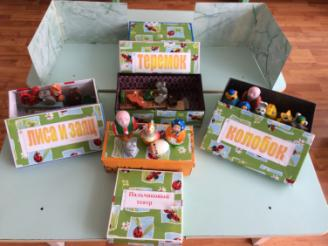 теремок
лиса и заяц
колобок
Пальчиковый
театр